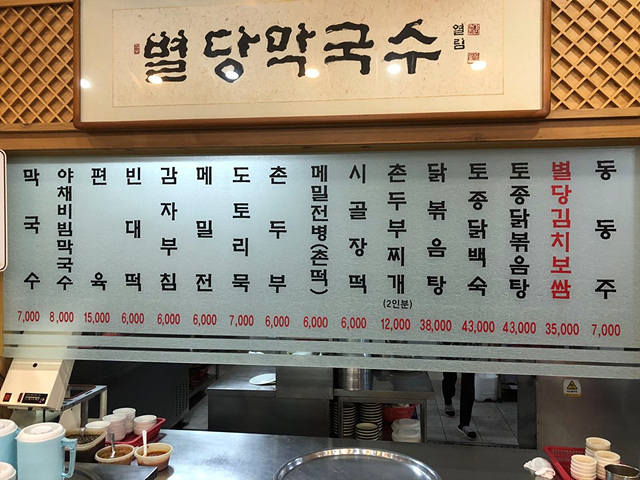 별당막국수
열림
막국수 7,000
야채비빔막국수 8,000
편육 15,000
빈대떡 6,000
감자부침 6,000
메밀전 6,000
도토리묵 7,000
촌두부 6,000
메밀전병(촌떡) 6,000
시골장떡 6,000
촌두부찌개 (2인분) 12,000
닭볶음탕 38,000
토종닭백숙 43,000
토종닭볶음탕 43,000
별당김치보쌈 35,000
동동주 7,000